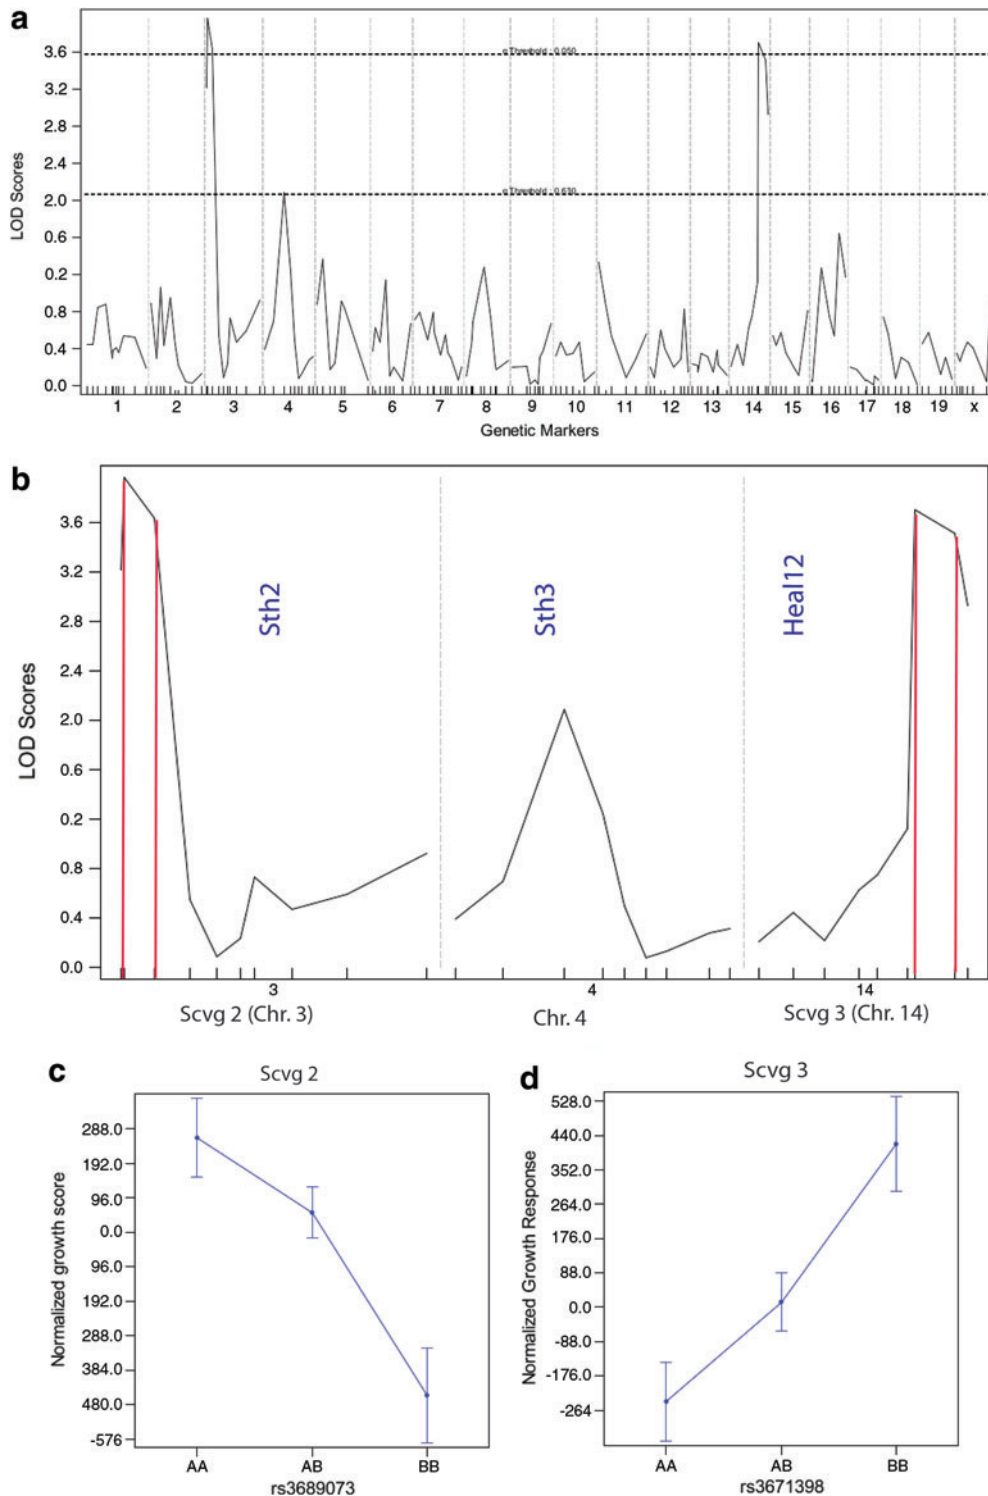 a
3.6
3.2
2.8
2.4
2.0
0.6
0.2
0.8
0.4
0.0
LOD Scores
α Threshold : 0.050
α Threshold : 0.630
1 2 3 4 5 6 7 8 9 10 11 12 13 14 15 16 17 18 19 x
Genetic Markers
b
3.6
3.2
2.8
2.4
2.0
0.6
0.2
0.8
0.4
0.0
LOD Scores
Sth2
Sth3
Heal12
3 4 14
Scvg 2 (Chr. 3)
Chr. 4
Scvg 3 (Chr. 14)
c
Scvg 2
288.0
192.0
96.0
0.0
96.0
192.0
288.0
384.0
480.0
-576
Normalized growth score
AA AB BB
rs3689073
d
Scvg 3
528.0
440.0
352.0
264.0
176.0
88.0
0.0
-88.0
-176.0
-264
Normalized Growth Response
AA AB BB
rs3671398